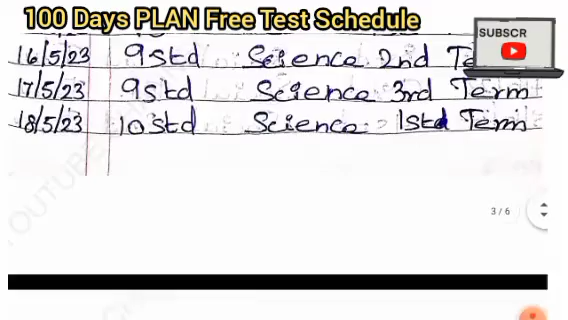 100 Days PLAN Free Test Schedule
SUBSCR
16/5/23 9std Science 2nd Te
17/5/23 9std Science 3rd Term
18/5/23 10std Science 1std Term
3 / 6